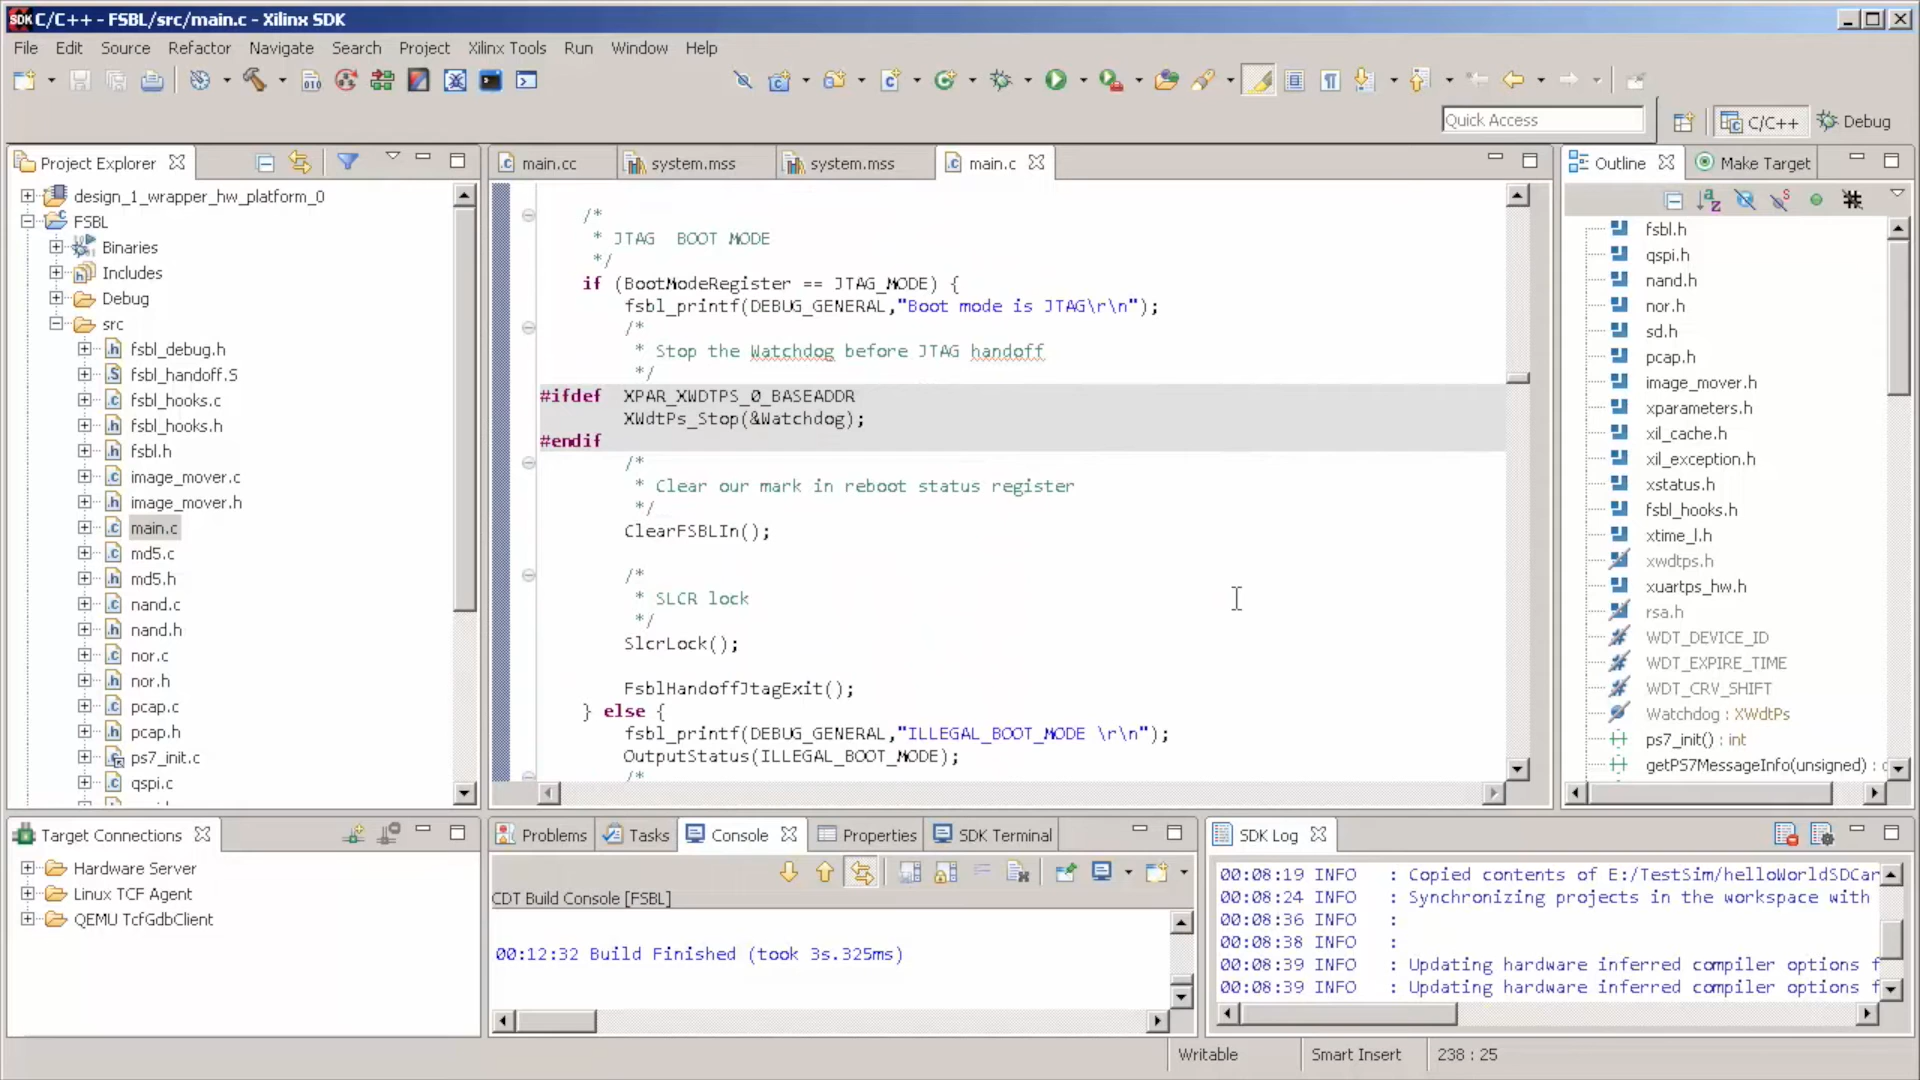 SDK C/C++ - FSBL/src/main.c - Xilinx SDK
File Edit Source Refactor Navigate Search Project Xilinx Tools Run Window Help
010
Quick Access
C/C++
Debug
Project Explorer
design_1_wrapper_hw_platform_0
FSBL
Binaries
Includes
Debug
src
fsbl_debug.h
fsbl_handoff.S
fsbl_hooks.c
fsbl_hooks.h
fsbl.h
image_mover.c
image_mover.h
main.c
md5.c
md5.h
nand.c
nand.h
nor.c
nor.h
pcap.c
pcap.h
ps7_init.c
qspi.c
main.cc
system.mss
system.mss
main.c
/*
* JTAG  BOOT MODE
*/
if (BootModeRegister == JTAG_MODE) {
fsbl_printf(DEBUG_GENERAL,"Boot mode is JTAG\r\n");
/*
* Stop the Watchdog before JTAG handoff
*/
#ifdef  XPAR_XWDTPS_0_BASEADDR
XWdtPs_Stop(&Watchdog);
#endif
/*
* Clear our mark in reboot status register
*/
ClearFSBLIn();
/*
* SLCR lock
*/
SlcrLock();
FsblHandoffJtagExit();
} else {
fsbl_printf(DEBUG_GENERAL,"ILLEGAL_BOOT_MODE \r\n");
OutputStatus(ILLEGAL_BOOT_MODE);
/*
Outline
Make Target
fsbl.h
qspi.h
nand.h
nor.h
sd.h
pcap.h
image_mover.h
xparameters.h
xil_cache.h
xil_exception.h
xstatus.h
fsbl_hooks.h
xtime_l.h
xwdtps.h
xuartps_hw.h
rsa.h
WDT_DEVICE_ID
WDT_EXPIRE_TIME
WDT_CRV_SHIFT
Watchdog : XWdtPs
ps7_init() : int
getPS7MessageInfo(unsigned) : c
Target Connections
Hardware Server
Linux TCF Agent
QEMU TcfGdbClient
Problems
Tasks
Console
Properties
SDK Terminal
CDT Build Console [FSBL]
00:12:32 Build Finished (took 3s.325ms)
SDK Log
00:08:19 INFO   : Copied contents of E:/TestSim/helloWorldSDCar
00:08:24 INFO   : Synchronizing projects in the workspace with
00:08:36 INFO   :
00:08:38 INFO   :
00:08:39 INFO   : Updating hardware inferred compiler options f
00:08:39 INFO   : Updating hardware inferred compiler options f
Writable
Smart Insert
238 : 25